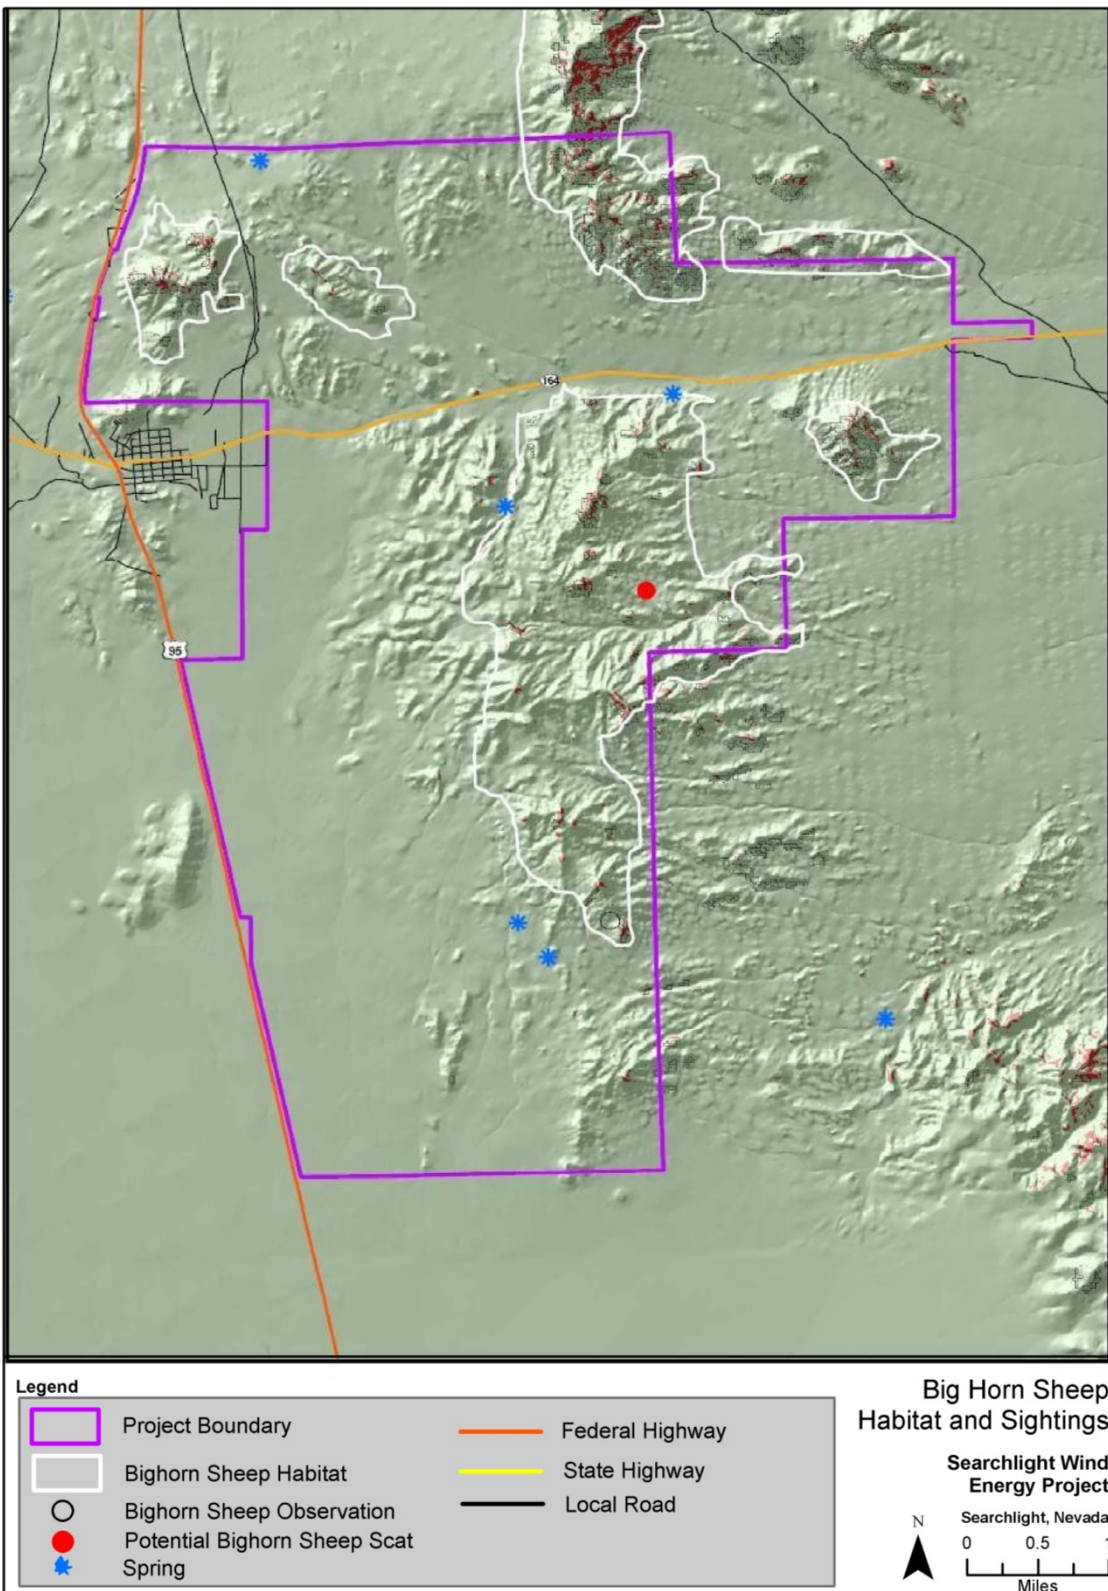 164
95
Legend
Project Boundary
Bighorn Sheep Habitat
Bighorn Sheep Observation
Potential Bighorn Sheep Scat
Spring
Federal Highway
State Highway
Local Road
Big Horn Sheep
Habitat and Sightings
Searchlight Wind
Energy Project
Searchlight, Nevada
N
0 0.5 1
Miles